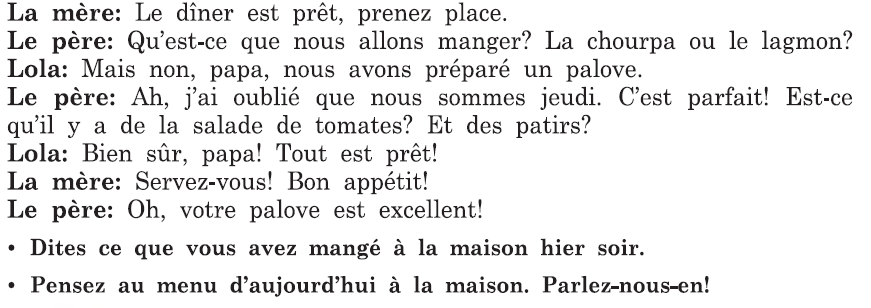 La mère: Le dîner est prêt, prenez place.
Le père: Qu'est-ce que nous allons manger? La chourpa ou le lagmon?
Lola: Mais non, papa, nous avons préparé un palove.
Le père: Ah, j'ai oublié que nous sommes jeudi. C'est parfait! Est-ce
qu'il y a de la salade de tomates? Et des patirs?
Lola: Bien sûr, papa! Tout est prêt!
La mère: Servez-vous! Bon appétit!
Le père: Oh, votre palove est excellent!
• Dites ce que vous avez mangé à la maison hier soir.
• Pensez au menu d'aujourd'hui à la maison. Parlez-nous-en!